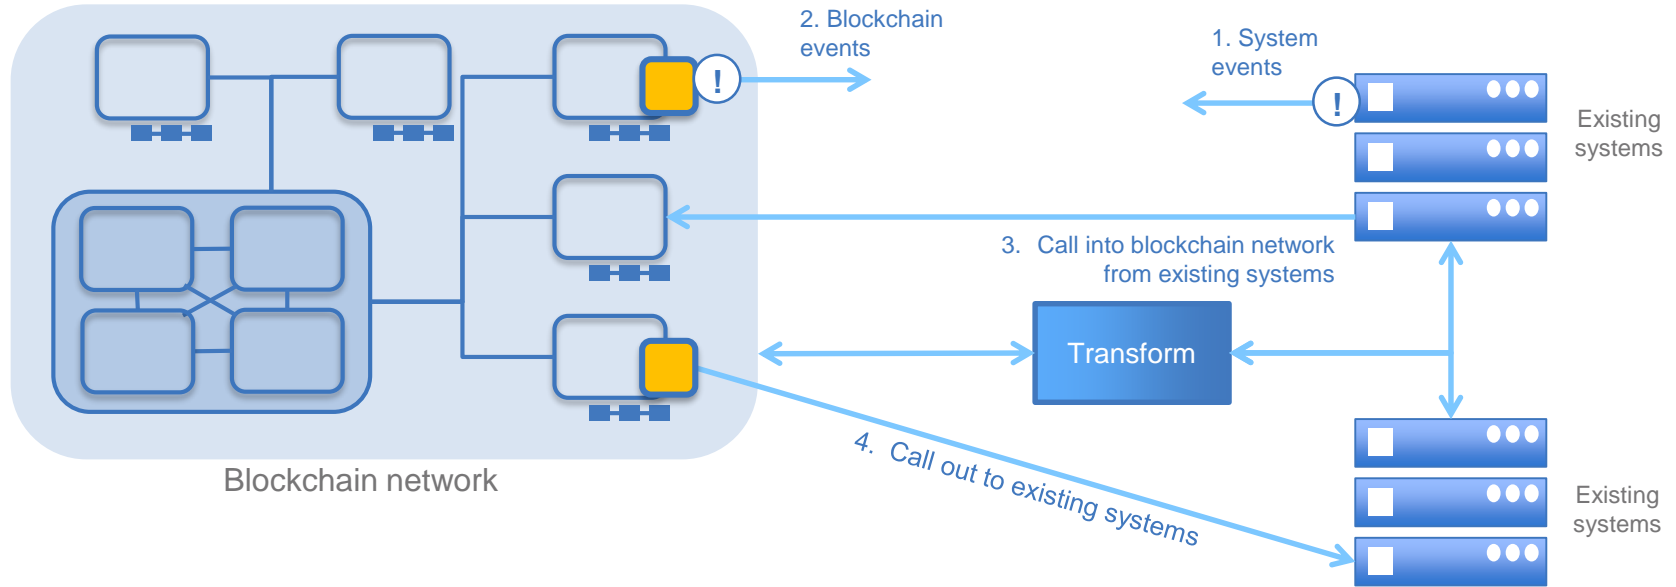 2. Blockchain
events
1. System
events
!
!
Existing
systems
3. Call into blockchain network
from existing systems
Transform
4. Call out to existing systems
Blockchain network
Existing
systems